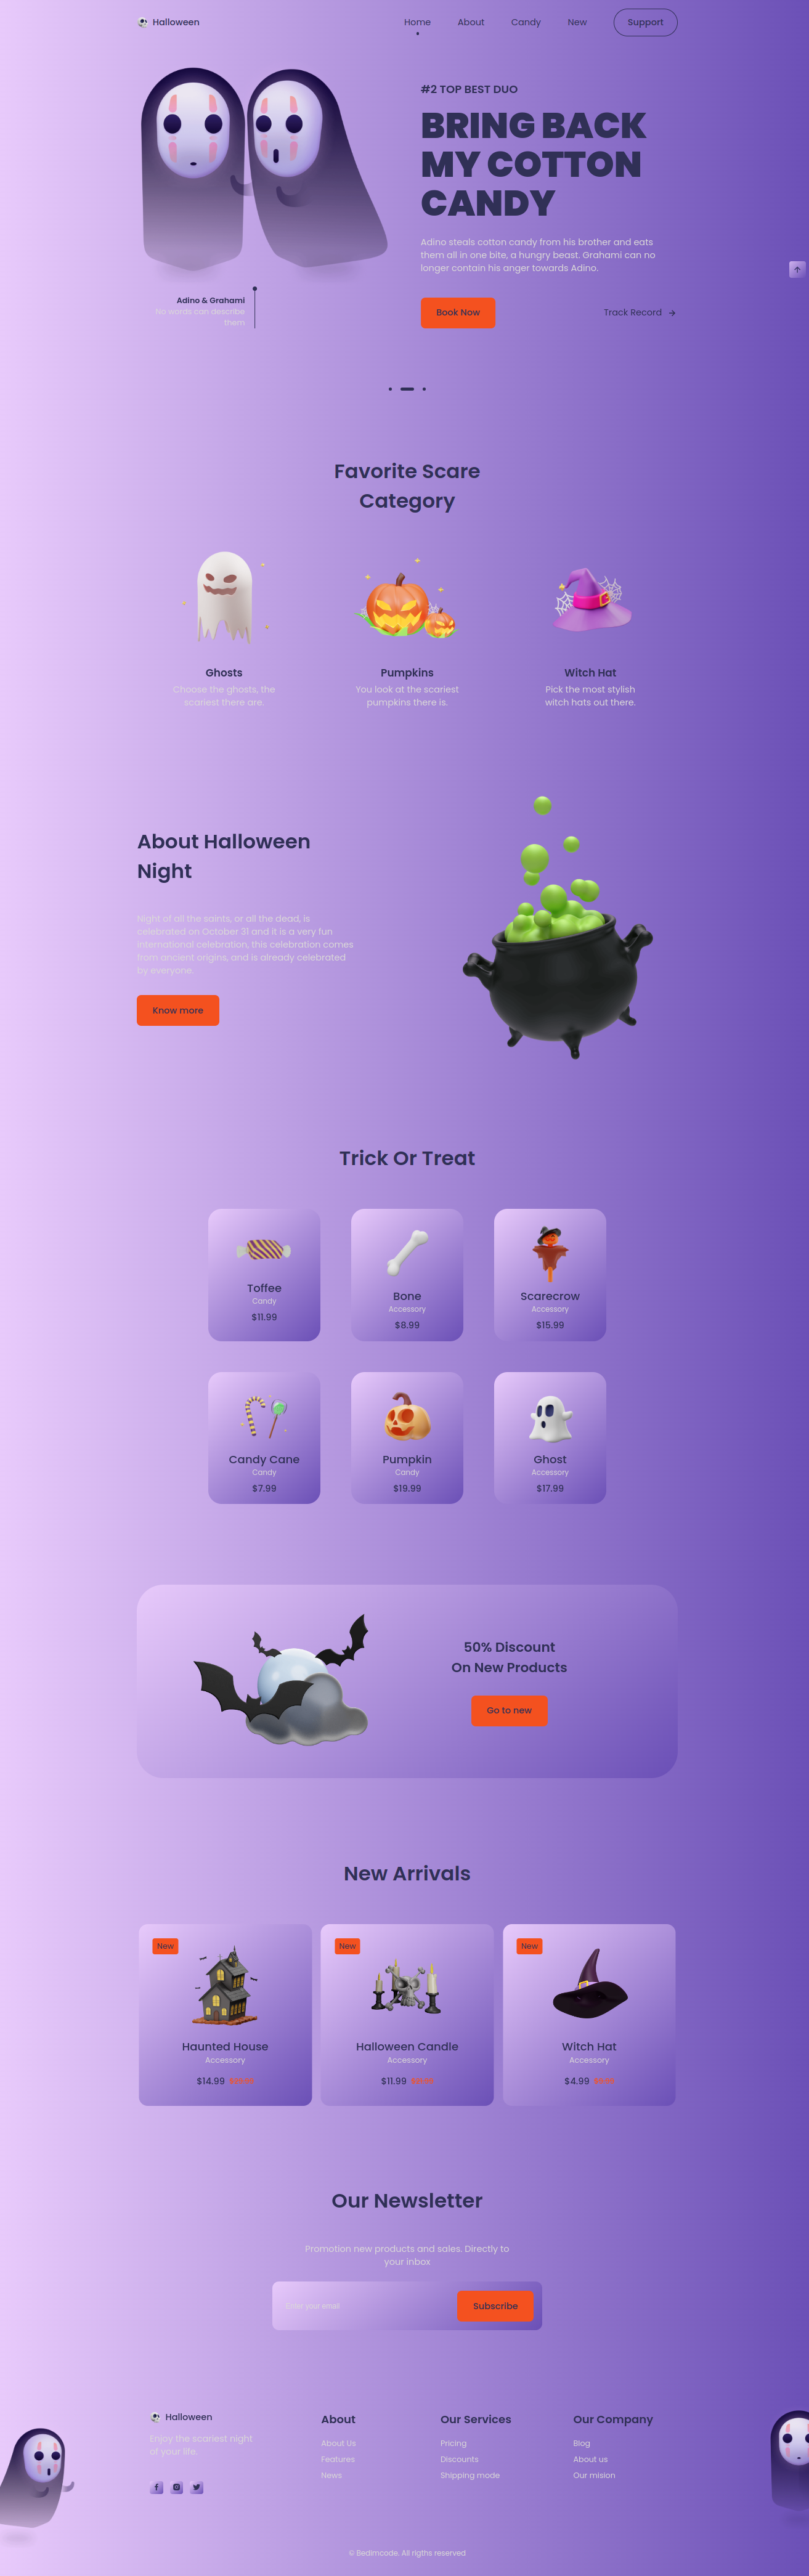 Halloween
Home
About
Candy
New
Support
#2 TOP BEST DUO
BRING BACK
MY COTTON
CANDY
Adino steals cotton candy from his brother and eats
them all in one bite, a hungry beast. Grahami can no
longer contain his anger towards Adino.
Adino & Grahami
No words can describe
them
Book Now
Track Record
Favorite Scare
Category
Ghosts
Choose the ghosts, the
scariest there are.
Pumpkins
You look at the scariest
pumpkins there is.
Witch Hat
Pick the most stylish
witch hats out there.
About Halloween
Night
Night of all the saints, or all the dead, is
celebrated on October 31 and it is a very fun
international celebration, this celebration comes
from ancient origins, and is already celebrated
by everyone.
Know more
Trick Or Treat
Toffee
Candy
$11.99
Bone
Accessory
$8.99
Scarecrow
Accessory
$15.99
Candy Cane
Candy
$7.99
Pumpkin
Candy
$19.99
Ghost
Accessory
$17.99
50% Discount
On New Products
Go to new
New Arrivals
New
Haunted House
Accessory
$14.99
New
Halloween Candle
Accessory
$11.99
New
Witch Hat
Accessory
$4.99
Our Newsletter
Promotion new products and sales. Directly to
your inbox
Enter your email
Subscribe
Halloween
Enjoy the scariest night
of your life.
About
About Us
Features
News
Our Services
Pricing
Discounts
Shipping mode
Our Company
Blog
About us
Our mision
© Bedimcode. All rigths reserved